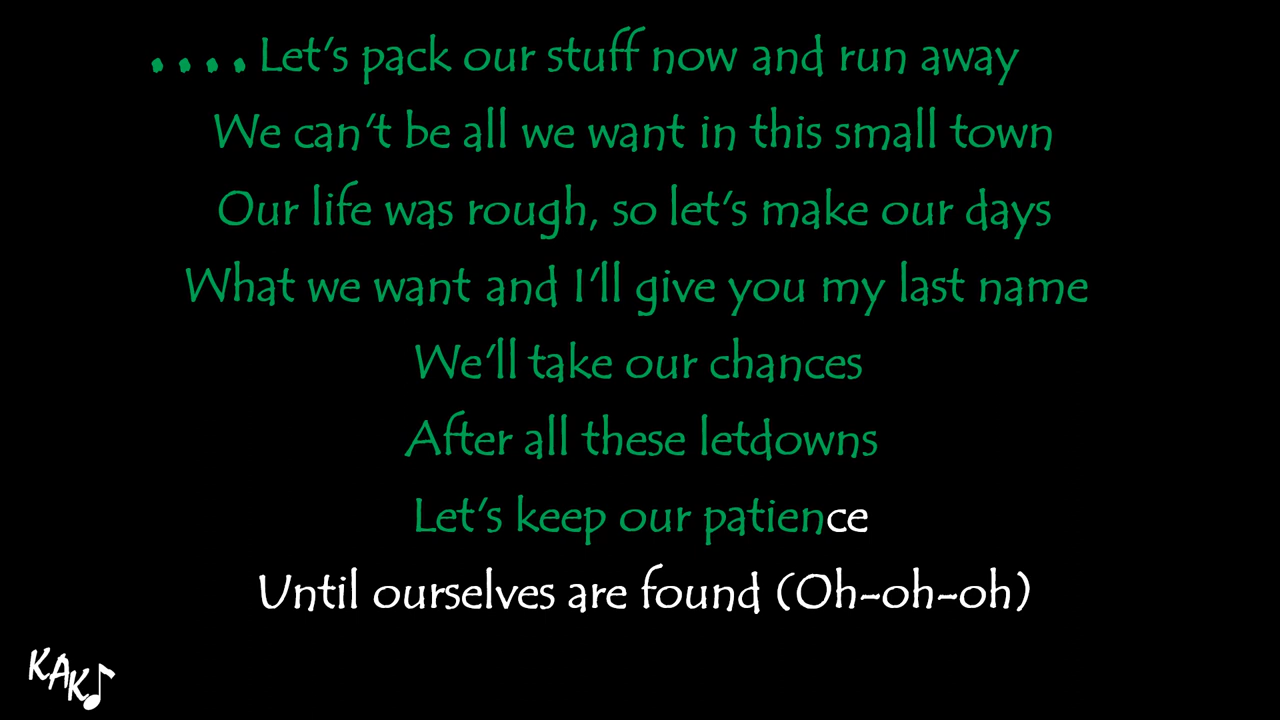 ....Let's pack our stuff now and run away
We can't be all we want in this small town
Our life was rough, so let's make our days
What we want and I'll give you my last name
We'll take our chances
After all these letdowns
Let's keep our patience
Until ourselves are found (Oh-oh-oh)
KAK